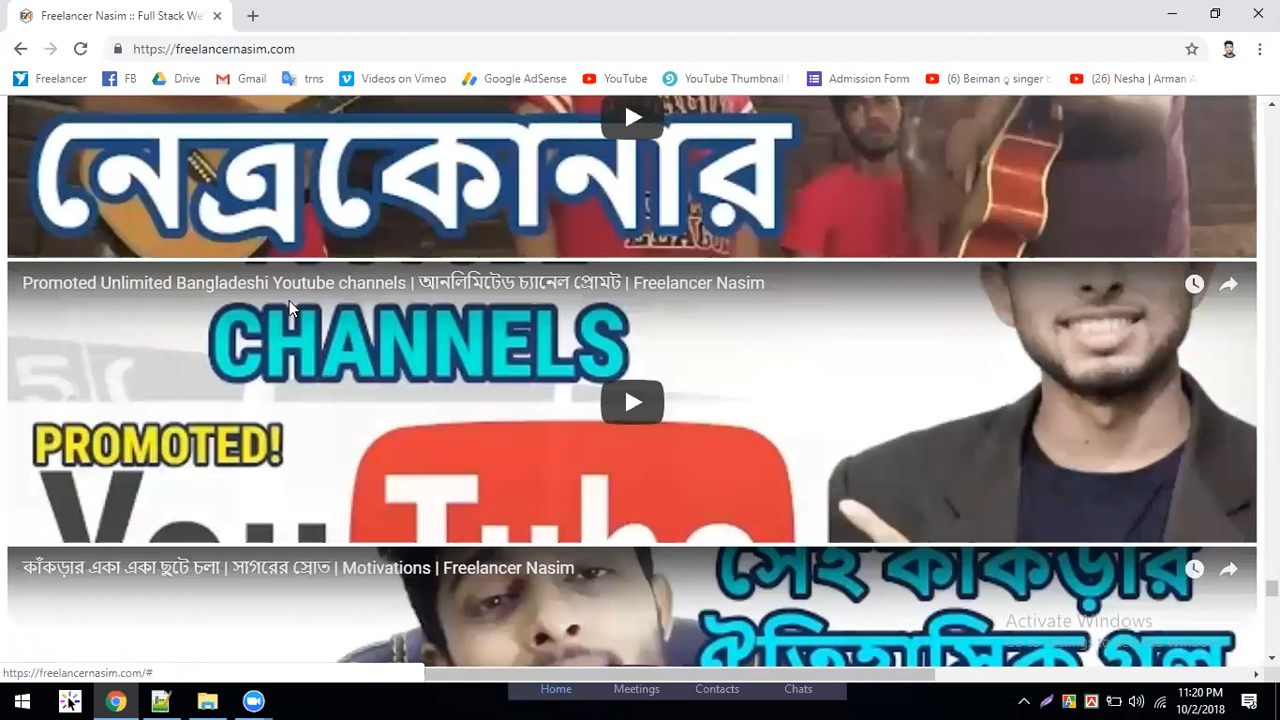 Freelancer Nasim :: Full Stack We
https://freelancernasim.com
Freelancer FB Drive Gmail trns Videos on Vimeo Google AdSense YouTube YouTube Thumbnail Admission Form (6) Beiman q singer (26) Nesha | Arman A
নেত্রকোনার
Promoted Unlimited Bangladeshi Youtube channels | আনলিমিটেড চ্যানেল প্রোমট | Freelancer Nasim
CHANNELS
PROMOTED!
You Tube
কাঁকড়ার একা একা ছুটে চলা | সাগরের স্রোত | Motivations | Freelancer Nasim
সেই কাঁকড়ার
ঐতিহাসিক গল্প
Activate Windows
https://freelancernasim.com/#
Home Meetings Contacts Chats
11:20 PM
10/2/2018